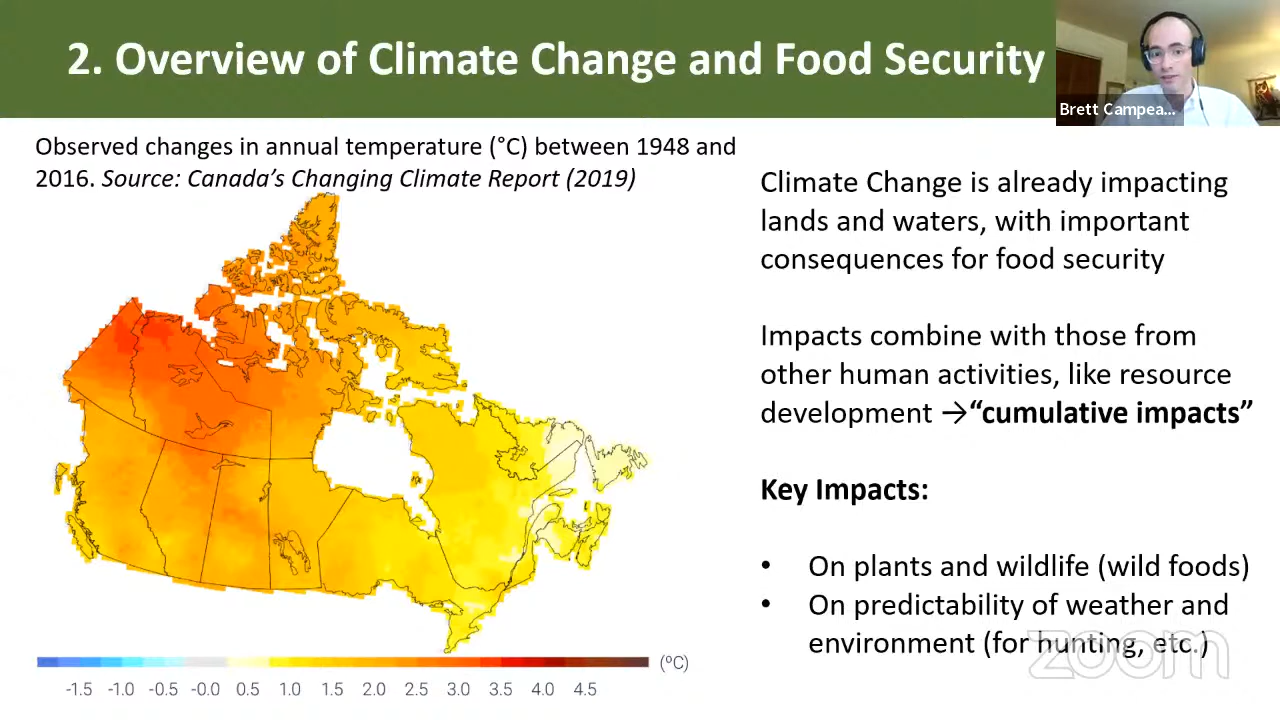 2. Overview of Climate Change and Food Security
Brett Campea...
Observed changes in annual temperature (°C) between 1948 and
2016. Source: Canada’s Changing Climate Report (2019)
Climate Change is already impacting
lands and waters, with important
consequences for food security
Impacts combine with those from
other human activities, like resource
development →“cumulative impacts”
Key Impacts:
• On plants and wildlife (wild foods)
• On predictability of weather and
environment (for hunting, etc.)
zoom
(ºC)
-1.5 -1.0 -0.5 -0.0 0.5 1.0 1.5 2.0 2.5 3.0 3.5 4.0 4.5